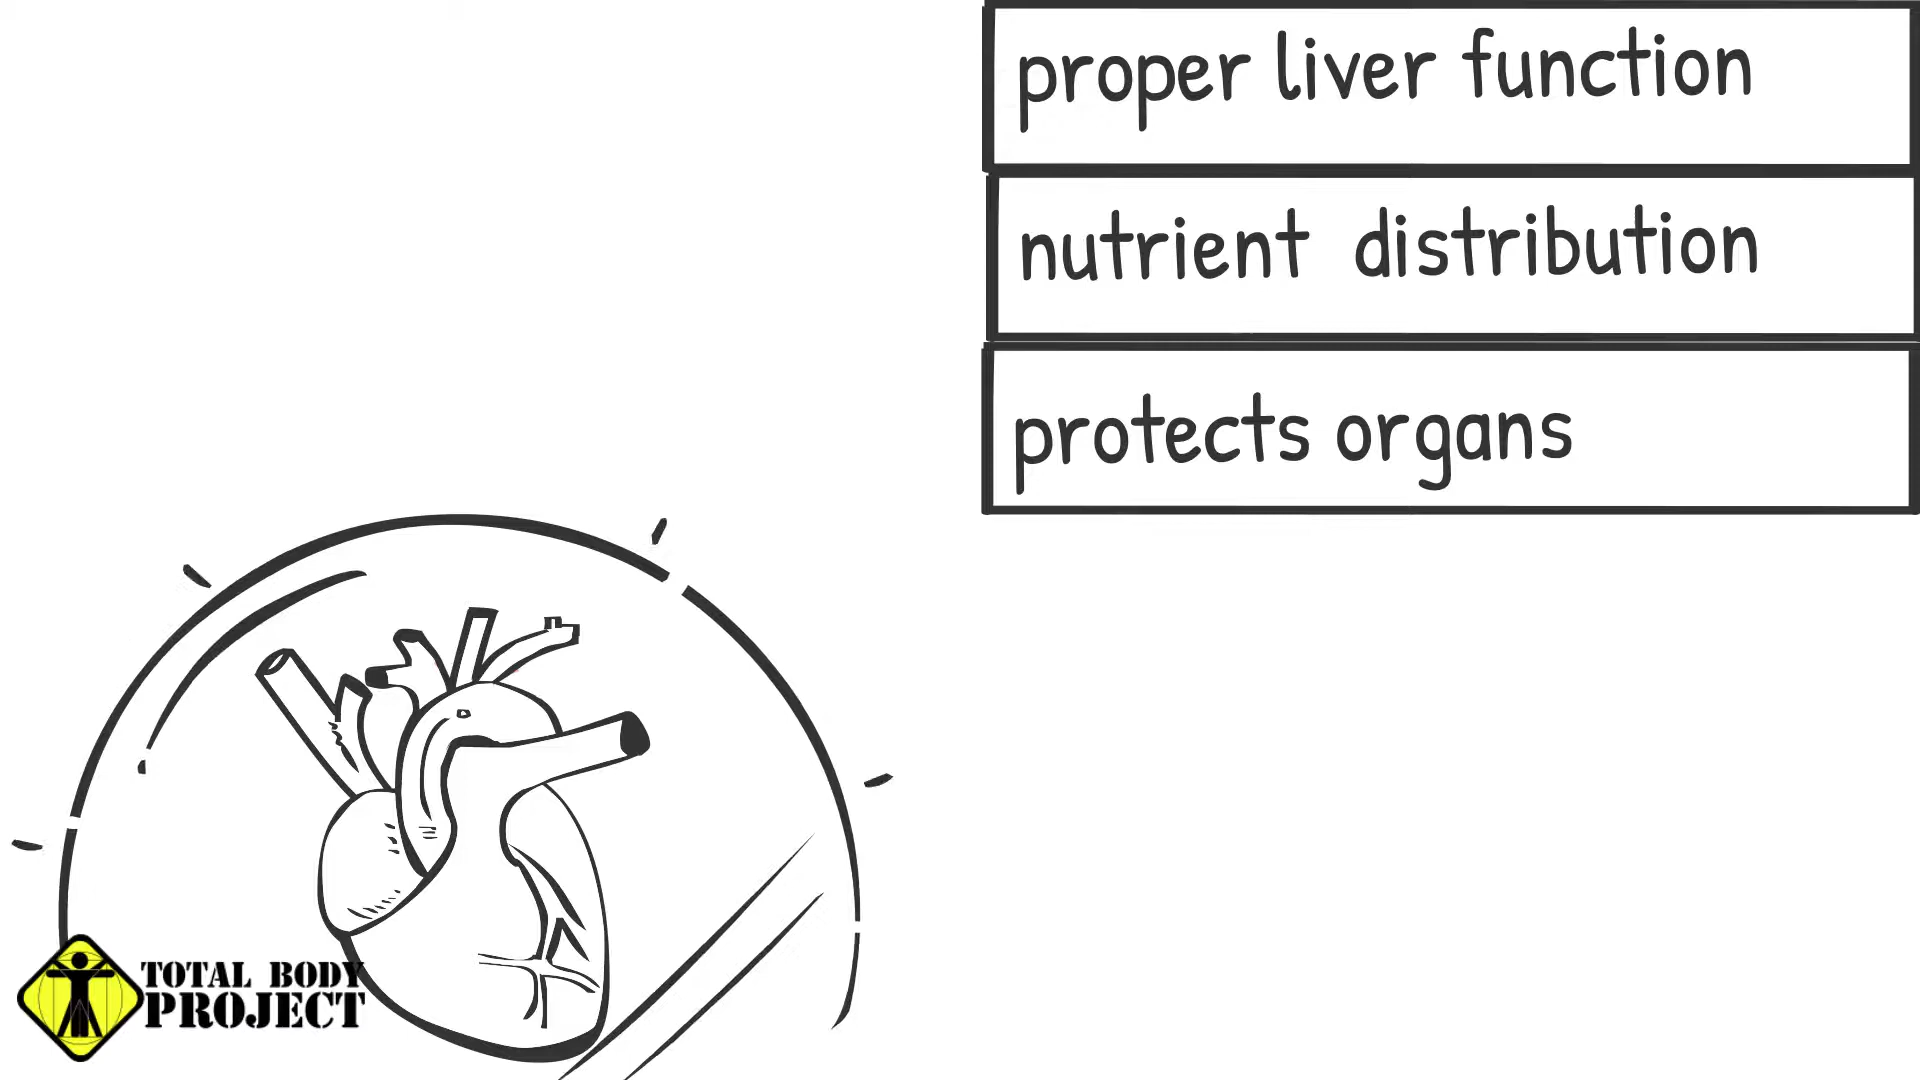 proper liver function
nutrient distribution
protects organs
TOTAL BODY
PROJECT